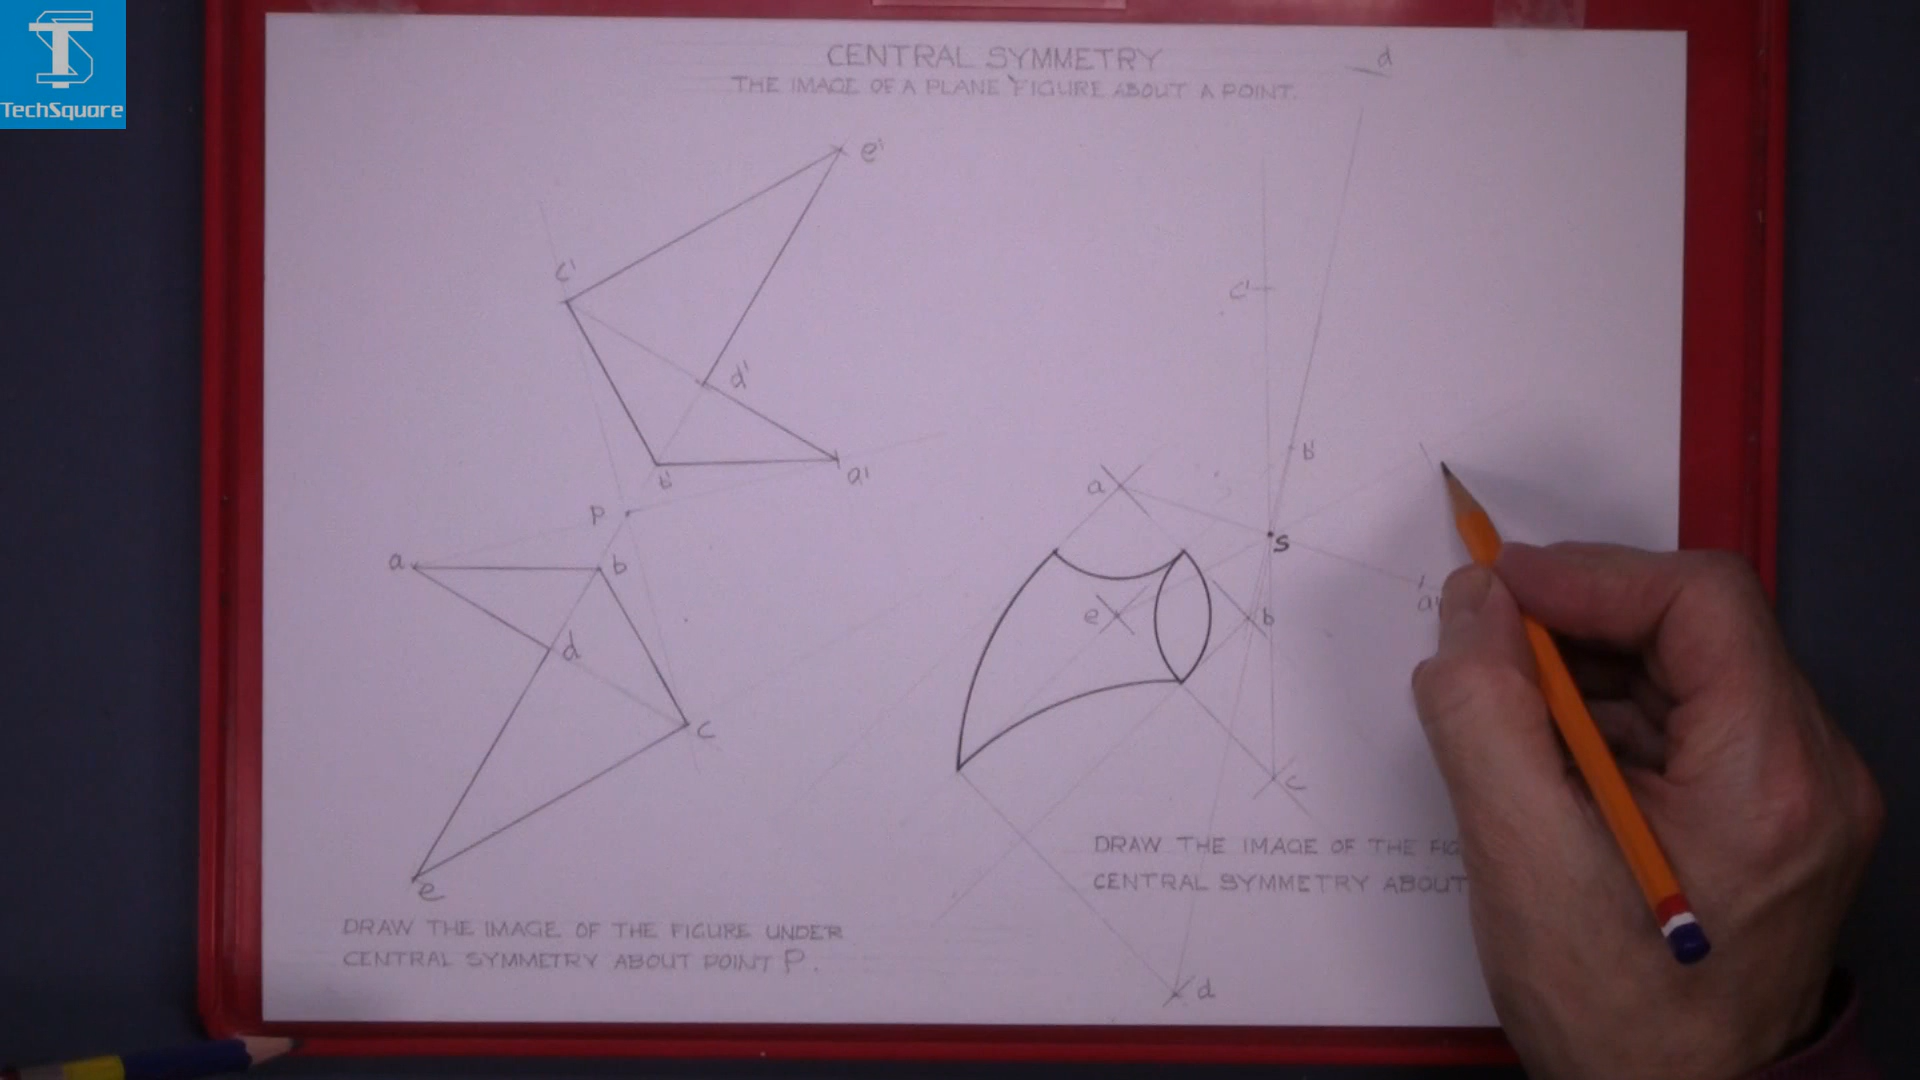 TechSquare
CENTRAL SYMMETRY
THE IMAGE OF A PLANE FIGURE ABOUT A POINT.
d
e'
c'
c'
d'
b'
a'
b'
a
P
S
a
b
a'
e
b
d
c
c
e
d
DRAW THE IMAGE OF THE FIGURE UNDER
CENTRAL SYMMETRY ABOUT POINT P.
DRAW THE IMAGE OF THE
CENTRAL SYMMETRY ABOUT